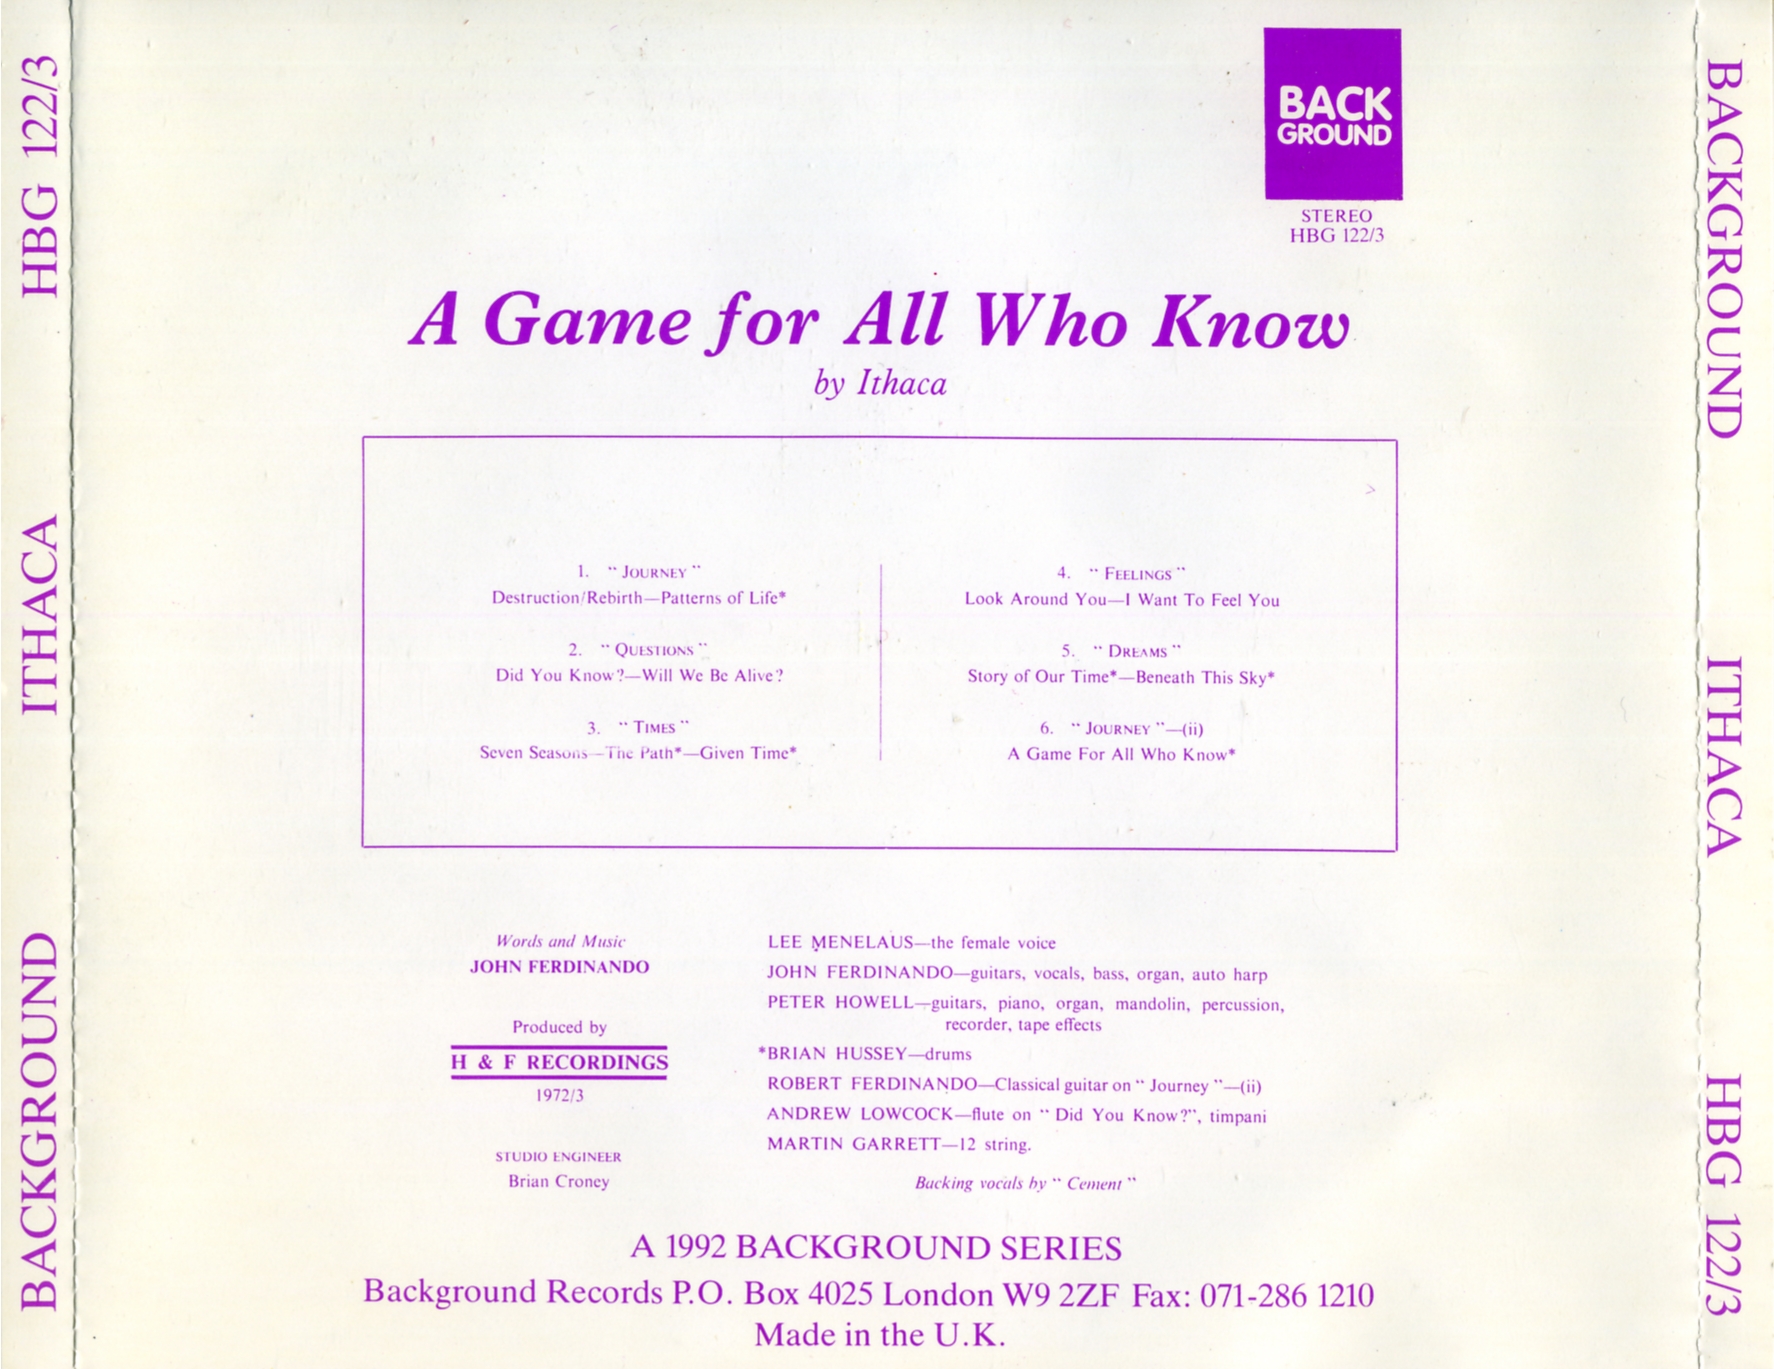 HBG 122/3
ITHACA
BACKGROUND
BACK
GROUND
STEREO
HBG 122/3
A Game for All Who Know
by Ithaca
1. "JOURNEY"
Destruction/Rebirth—Patterns of Life*
2. "QUESTIONS"
Did You Know?—Will We Be Alive?
3. "TIMES"
Seven Seasons—The Path*—Given Time*
4. "FEELINGS"
Look Around You—I Want To Feel You
5. "DREAMS"
Story of Our Time*—Beneath This Sky*
6. "JOURNEY"—(ii)
A Game For All Who Know*
Words and Music
JOHN FERDINANDO
Produced by
H & F RECORDINGS
1972/3
STUDIO ENGINEER
Brian Croney
LEE MENELAUS—the female voice
JOHN FERDINANDO—guitars, vocals, bass, organ, auto harp
PETER HOWELL—guitars, piano, organ, mandolin, percussion,
recorder, tape effects
*BRIAN HUSSEY—drums
ROBERT FERDINANDO—Classical guitar on "Journey"—(ii)
ANDREW LOWCOCK—flute on "Did You Know?", timpani
MARTIN GARRETT—12 string.
Backing vocals by "Cement"
A 1992 BACKGROUND SERIES
Background Records P.O. Box 4025 London W9 2ZF Fax: 071-286 1210
Made in the U.K.
BACKGROUND
ITHACA
HBG 122/3